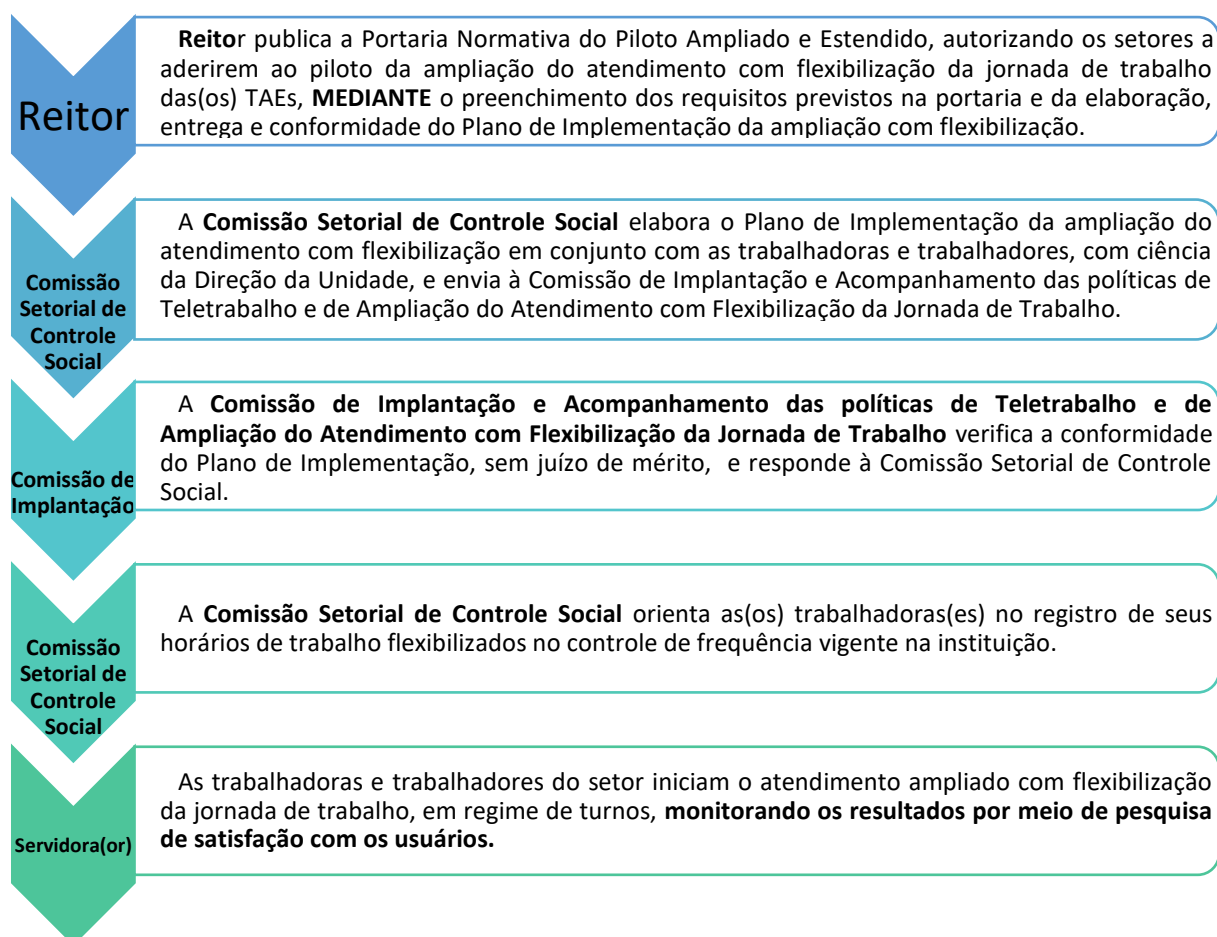 Reitor
Reitor publica a Portaria Normativa do Piloto Ampliado e Estendido, autorizando os setores a
aderirem ao piloto da ampliação do atendimento com flexibilização da jornada de trabalho
das(os) TAEs, MEDIANTE o preenchimento dos requisitos previstos na portaria e da elaboração,
entrega e conformidade do Plano de Implementação da ampliação com flexibilização.
Comissão
Setorial de
Controle
Social
A Comissão Setorial de Controle Social elabora o Plano de Implementação da ampliação do
atendimento com flexibilização em conjunto com as trabalhadoras e trabalhadores, com ciência
da Direção da Unidade, e envia à Comissão de Implantação e Acompanhamento das políticas de
Teletrabalho e de Ampliação do Atendimento com Flexibilização da Jornada de Trabalho.
Comissão de
Implantação
A Comissão de Implantação e Acompanhamento das políticas de Teletrabalho e de
Ampliação do Atendimento com Flexibilização da Jornada de Trabalho verifica a conformidade
do Plano de Implementação, sem juízo de mérito, e responde à Comissão Setorial de Controle
Social.
Comissão
Setorial de
Controle
Social
A Comissão Setorial de Controle Social orienta as(os) trabalhadoras(es) no registro de seus
horários de trabalho flexibilizados no controle de frequência vigente na instituição.
Servidora(or)
As trabalhadoras e trabalhadores do setor iniciam o atendimento ampliado com flexibilização
da jornada de trabalho, em regime de turnos, monitorando os resultados por meio de pesquisa
de satisfação com os usuários.